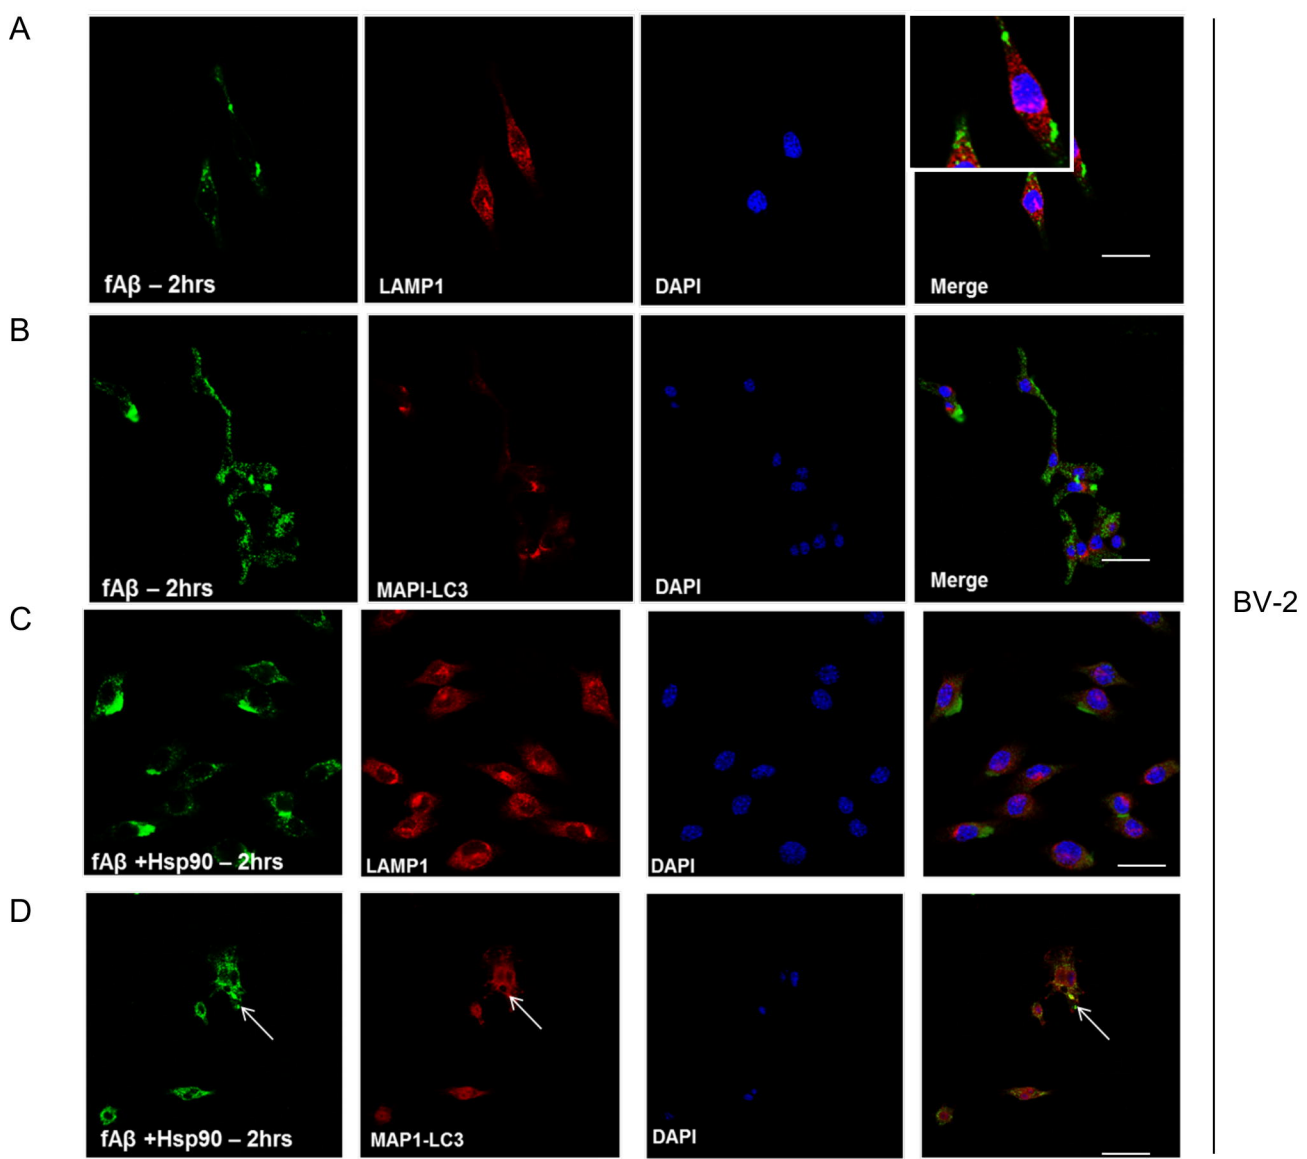 A
fAβ – 2hrs
LAMP1
DAPI
Merge
B
fAβ – 2hrs
MAPI-LC3
DAPI
Merge
BV-2
C
fAβ +Hsp90 – 2hrs
LAMP1
DAPI
D
fAβ +Hsp90 – 2hrs
MAP1-LC3
DAPI